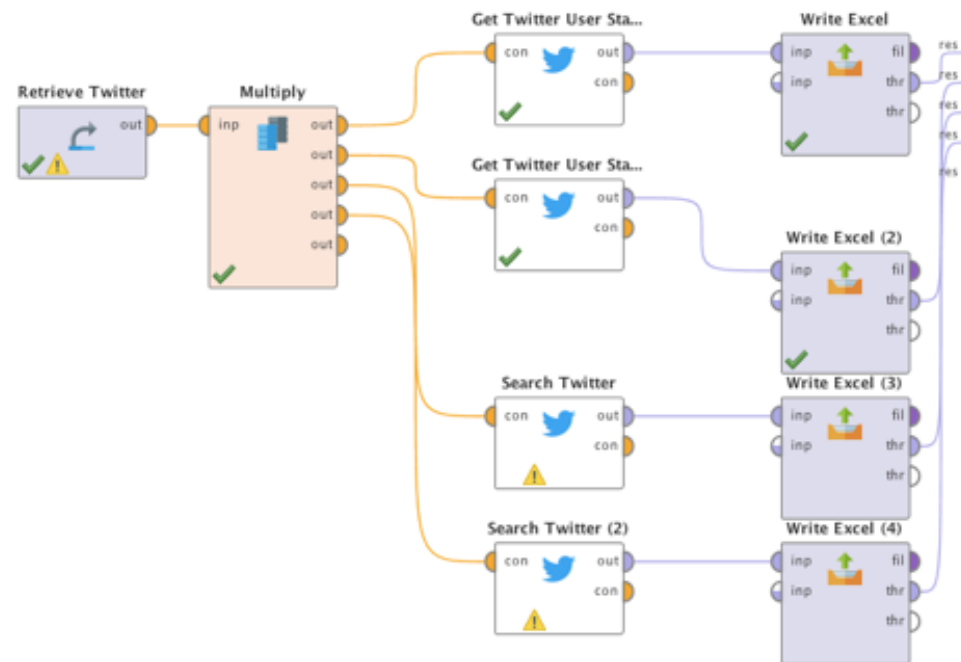 Retrieve Twitter
out
Multiply
inp out
out
out
out
out
Get Twitter User Sta...
con out
con
Get Twitter User Sta...
con out
con
Search Twitter
con out
con
Search Twitter (2)
con out
con
Write Excel
inp fil
inp thr
thr
Write Excel (2)
inp fil
inp thr
thr
Write Excel (3)
inp fil
inp thr
thr
Write Excel (4)
inp fil
inp thr
thr
res
res
res
res
res